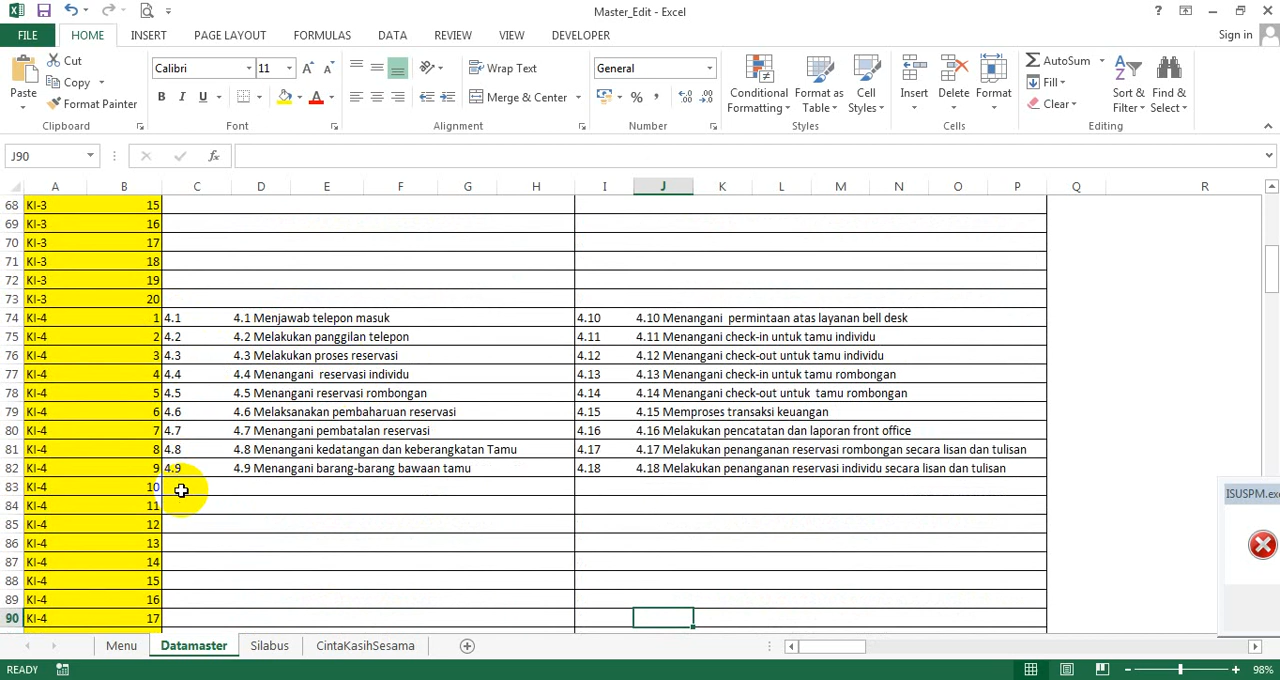 Master_Edit - Excel
?
FILE HOME INSERT PAGE LAYOUT FORMULAS DATA REVIEW VIEW DEVELOPER Sign in
Paste Cut Copy Format Painter
Calibri 11
B I U
Wrap Text
Merge & Center
General
%
Conditional Formatting Format as Table Cell Styles
Insert Delete Format
AutoSum Fill Clear
Sort & Filter Find & Select
Clipboard Font Alignment Number Styles Cells Editing
J90 fx
A B C D E F G H I J K L M N O P Q R
68 KI-3 15
69 KI-3 16
70 KI-3 17
71 KI-3 18
72 KI-3 19
73 KI-3 20
74 KI-4 1 4.1 4.1 Menjawab telepon masuk 4.10 4.10 Menangani  permintaan atas layanan bell desk
75 KI-4 2 4.2 4.2 Melakukan panggilan telepon 4.11 4.11 Menangani check-in untuk tamu individu
76 KI-4 3 4.3 4.3 Melakukan proses reservasi 4.12 4.12 Menangani check-out untuk tamu individu
77 KI-4 4 4.4 4.4 Menangani  reservasi individu 4.13 4.13 Menangani check-in untuk tamu rombongan
78 KI-4 5 4.5 4.5 Menangani reservasi rombongan 4.14 4.14 Menangani check-out untuk  tamu rombongan
79 KI-4 6 4.6 4.6 Melaksanakan pembaharuan reservasi 4.15 4.15 Memproses transaksi keuangan
80 KI-4 7 4.7 4.7 Menangani pembatalan reservasi 4.16 4.16 Melakukan pencatatan dan laporan front office
81 KI-4 8 4.8 4.8 Menangani kedatangan dan keberangkatan Tamu 4.17 4.17 Melakukan penanganan reservasi rombongan secara lisan dan tulisan
82 KI-4 9 4.9 4.9 Menangani barang-barang bawaan tamu 4.18 4.18 Melakukan penanganan reservasi individu secara lisan dan tulisan
83 KI-4 10
84 KI-4 11
85 KI-4 12
86 KI-4 13
87 KI-4 14
88 KI-4 15
89 KI-4 16
90 KI-4 17
ISUSPM.exe
Menu Datamaster Silabus CintaKasihSesama
READY 98%